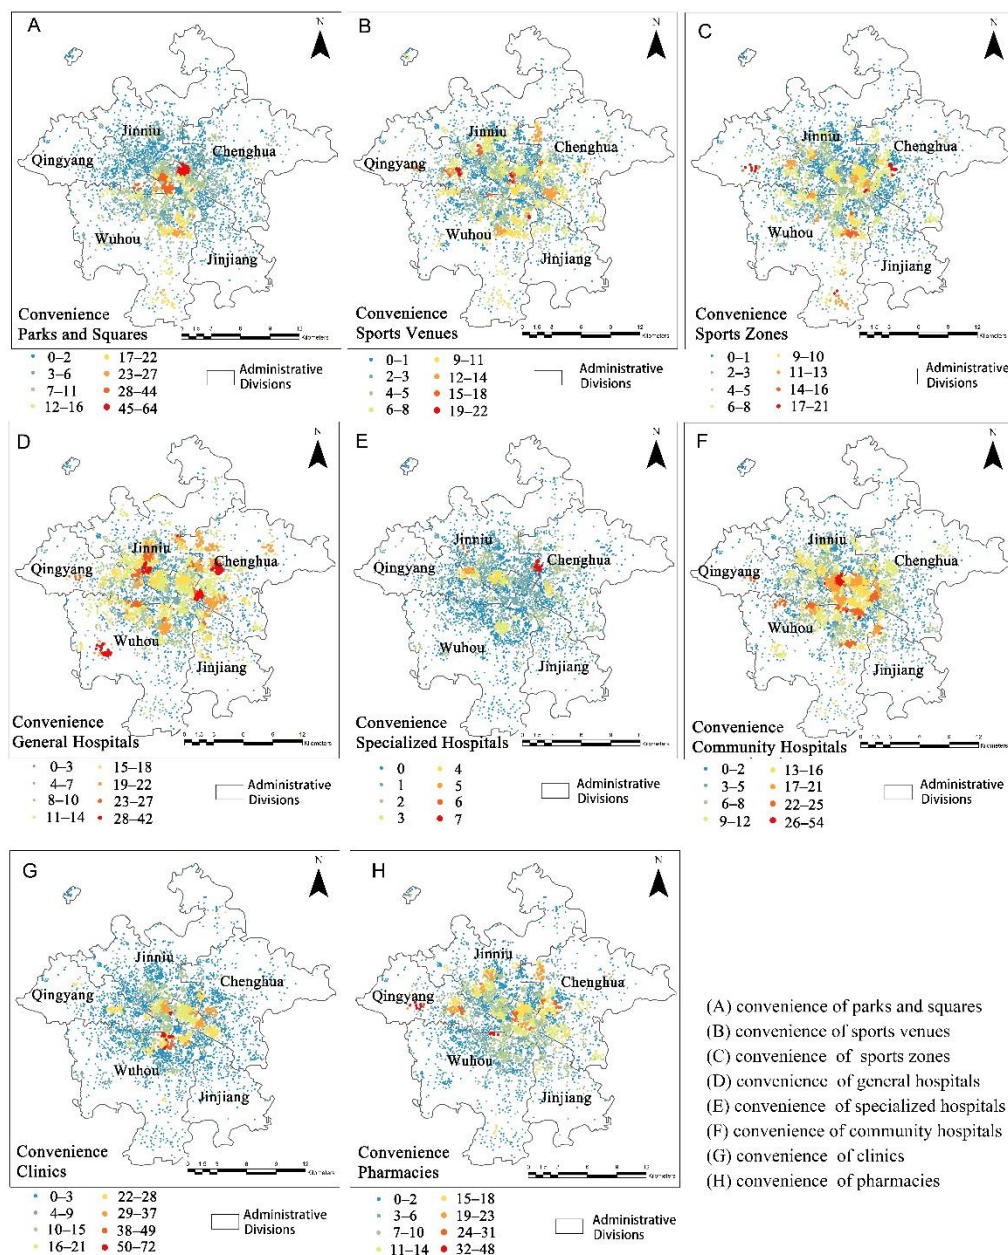 A
N
Jinniu
Qingyang
Chenghua
Wuhou
Jinjiang
Convenience
Parks and Squares
Kilometers
0–2
3–6
7–11
12–16
17–22
23–27
28–44
45–64
Administrative
Divisions
B
N
Jinniu
Qingyang
Chenghua
Wuhou
Jinjiang
Convenience
Sports Venues
Kilometers
0–1
2–3
4–5
6–8
9–11
12–14
15–18
19–22
Administrative
Divisions
C
N
Jinniu
Qingyang
Chenghua
Wuhou
Jinjiang
Convenience
Sports Zones
Kilometers
0–1
2–3
4–5
6–8
9–10
11–13
14–16
17–21
Administrative
Divisions
D
N
Jinniu
Qingyang
Chenghua
Wuhou
Jinjiang
Convenience
General Hospitals
Kilometers
0–3
4–7
8–10
11–14
15–18
19–22
23–27
28–42
Administrative
Divisions
E
N
Jinniu
Qingyang
Chenghua
Wuhou
Jinjiang
Convenience
Specialized Hospitals
Kilometers
0
1
2
3
4
5
6
7
Administrative
Divisions
F
N
Jinniu
Qingyang
Chenghua
Wuhou
Jinjiang
Convenience
Community Hospitals
Kilometers
0–2
3–5
6–8
9–12
13–16
17–21
22–25
26–54
Administrative
Divisions
G
N
Jinniu
Qingyang
Chenghua
Wuhou
Jinjiang
Convenience
Clinics
Kilometers
0–3
4–9
10–15
16–21
22–28
29–37
38–49
50–72
Administrative
Divisions
H
N
Jinniu
Qingyang
Chenghua
Wuhou
Jinjiang
Convenience
Pharmacies
Kilometers
0–2
3–6
7–10
11–14
15–18
19–23
24–31
32–48
Administrative
Divisions
(A) convenience of parks and squares
(B) convenience of sports venues
(C) convenience of sports zones
(D) convenience of general hospitals
(E) convenience of specialized hospitals
(F) convenience of community hospitals
(G) convenience of clinics
(H) convenience of pharmacies